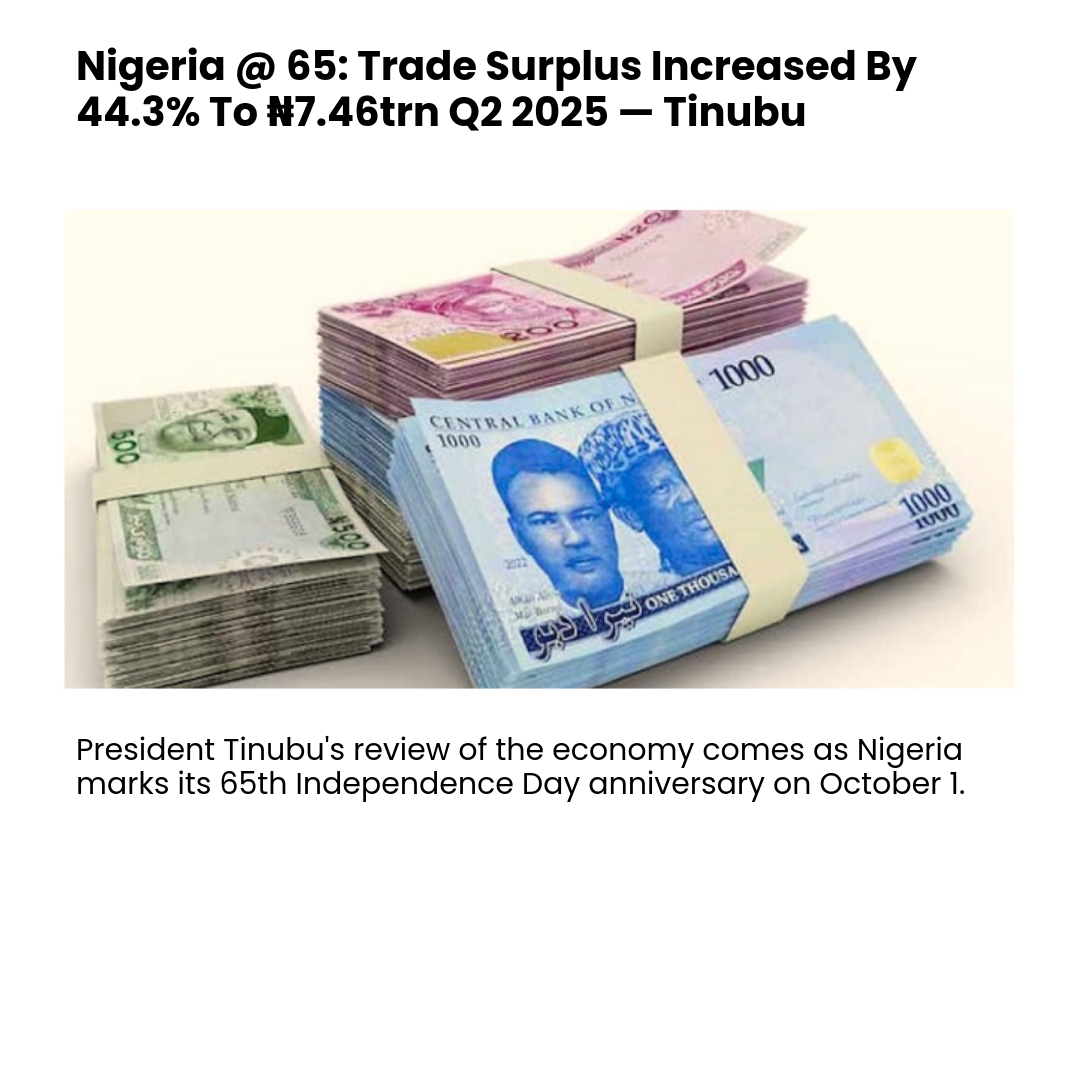 Nigeria @ 65: Trade Surplus Increased By
44.3% To ₦7.46trn Q2 2025 — Tinubu
200
1000
CENTRAL BANK OF N
1000
500
1000
1000
2022
ONE THOUSA
₦500
President Tinubu's review of the economy comes as Nigeria
marks its 65th Independence Day anniversary on October 1.